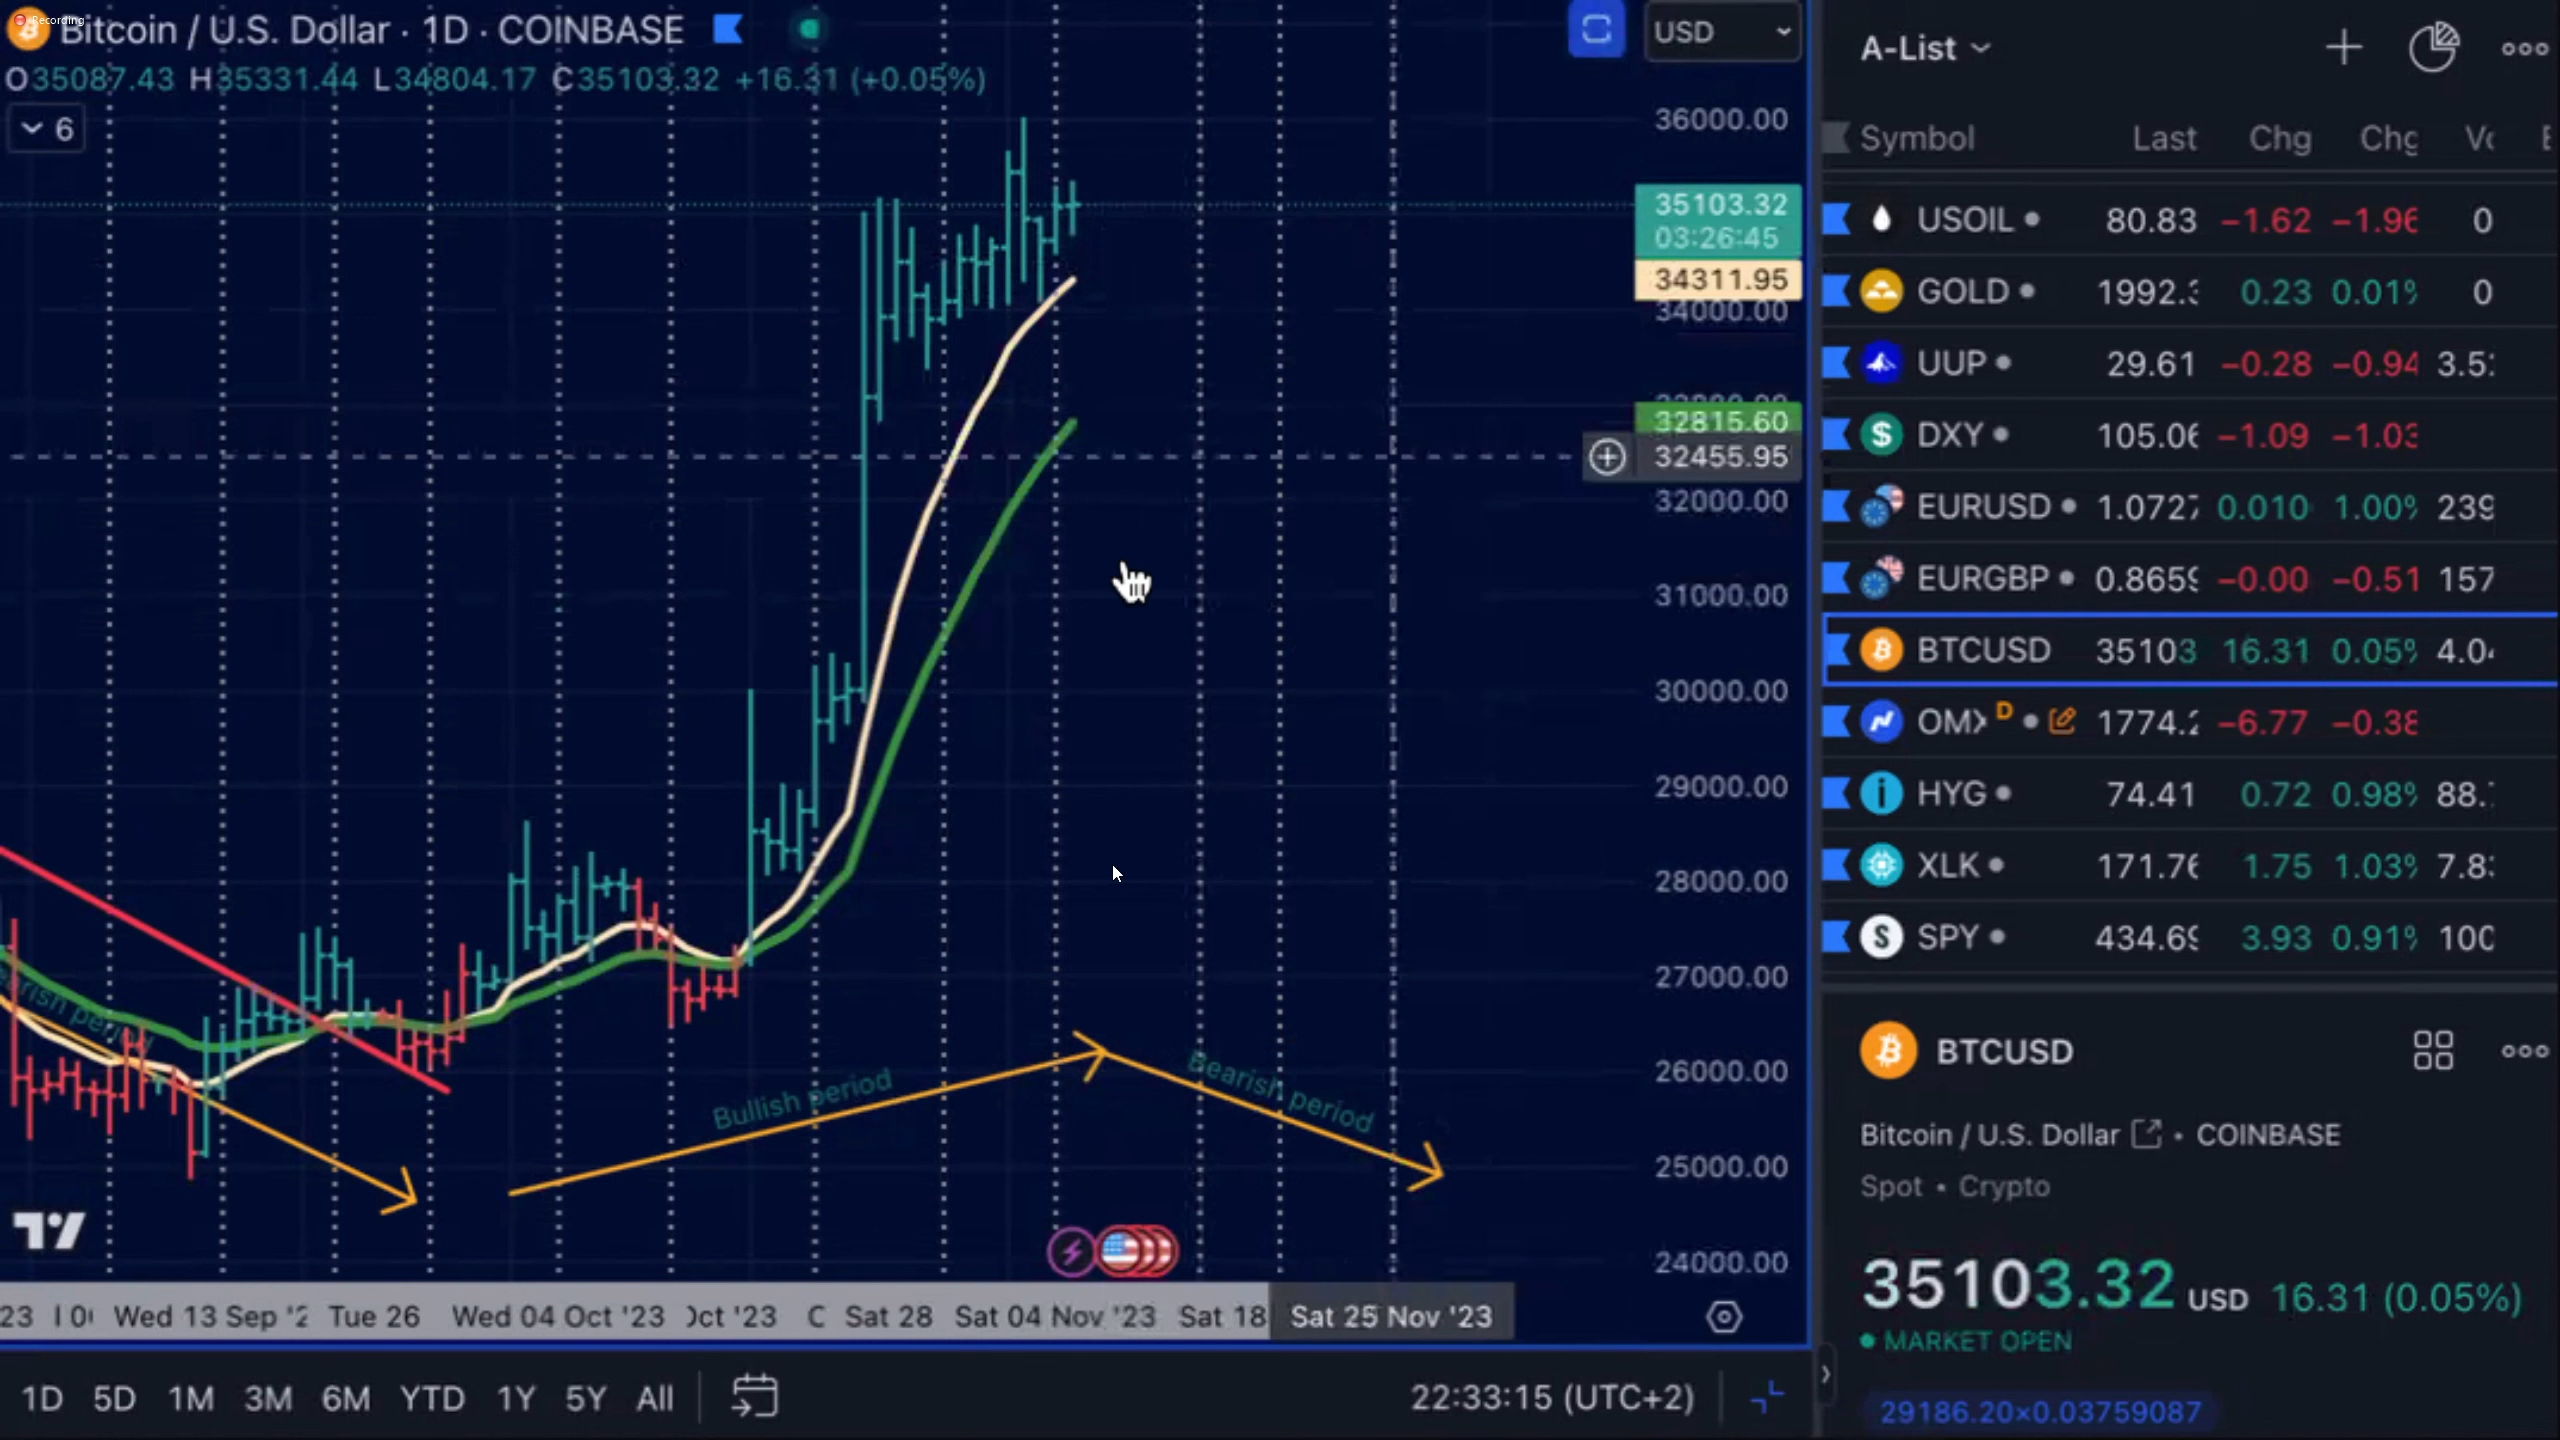 Recording
Bitcoin / U.S. Dollar · 1D · COINBASE
USD
O35087.43 H35331.44 L34804.17 C35103.32 +16.31 (+0.05%)
6
36000.00
35103.32
03:26:45
34311.95
34000.00
32815.60
32455.95
32000.00
31000.00
30000.00
29000.00
28000.00
27000.00
26000.00
25000.00
24000.00
Bullish period
Bearish period
period
23
Wed 13 Sep '2 Tue 26 Wed 04 Oct '23 Oct '23 Sat 28 Sat 04 Nov '23 Sat 18 Sat 25 Nov '23
1D 5D 1M 3M 6M YTD 1Y 5Y All
22:33:15 (UTC+2)
A-List
Symbol Last Chg Chg
USOIL 80.83 −1.62 −1.96 0
GOLD 1992. 0.23 0.01% 0
UUP 29.61 −0.28 −0.94 3.5
DXY 105.06 −1.09 −1.03
EURUSD 1.072 0.010 1.00% 239
EURGBP 0.865 −0.00 −0.51 157
BTCUSD 35103 16.31 0.05% 4.0
OMX D 1774.2 −6.77 −0.38
HYG 74.41 0.72 0.98% 88.
XLK 171.76 1.75 1.03% 7.8
SPY 434.69 3.93 0.91% 100
BTCUSD
Bitcoin / U.S. Dollar • COINBASE
Spot • Crypto
35103.32 USD 16.31 (0.05%)
MARKET OPEN
29186.20×0.03759087